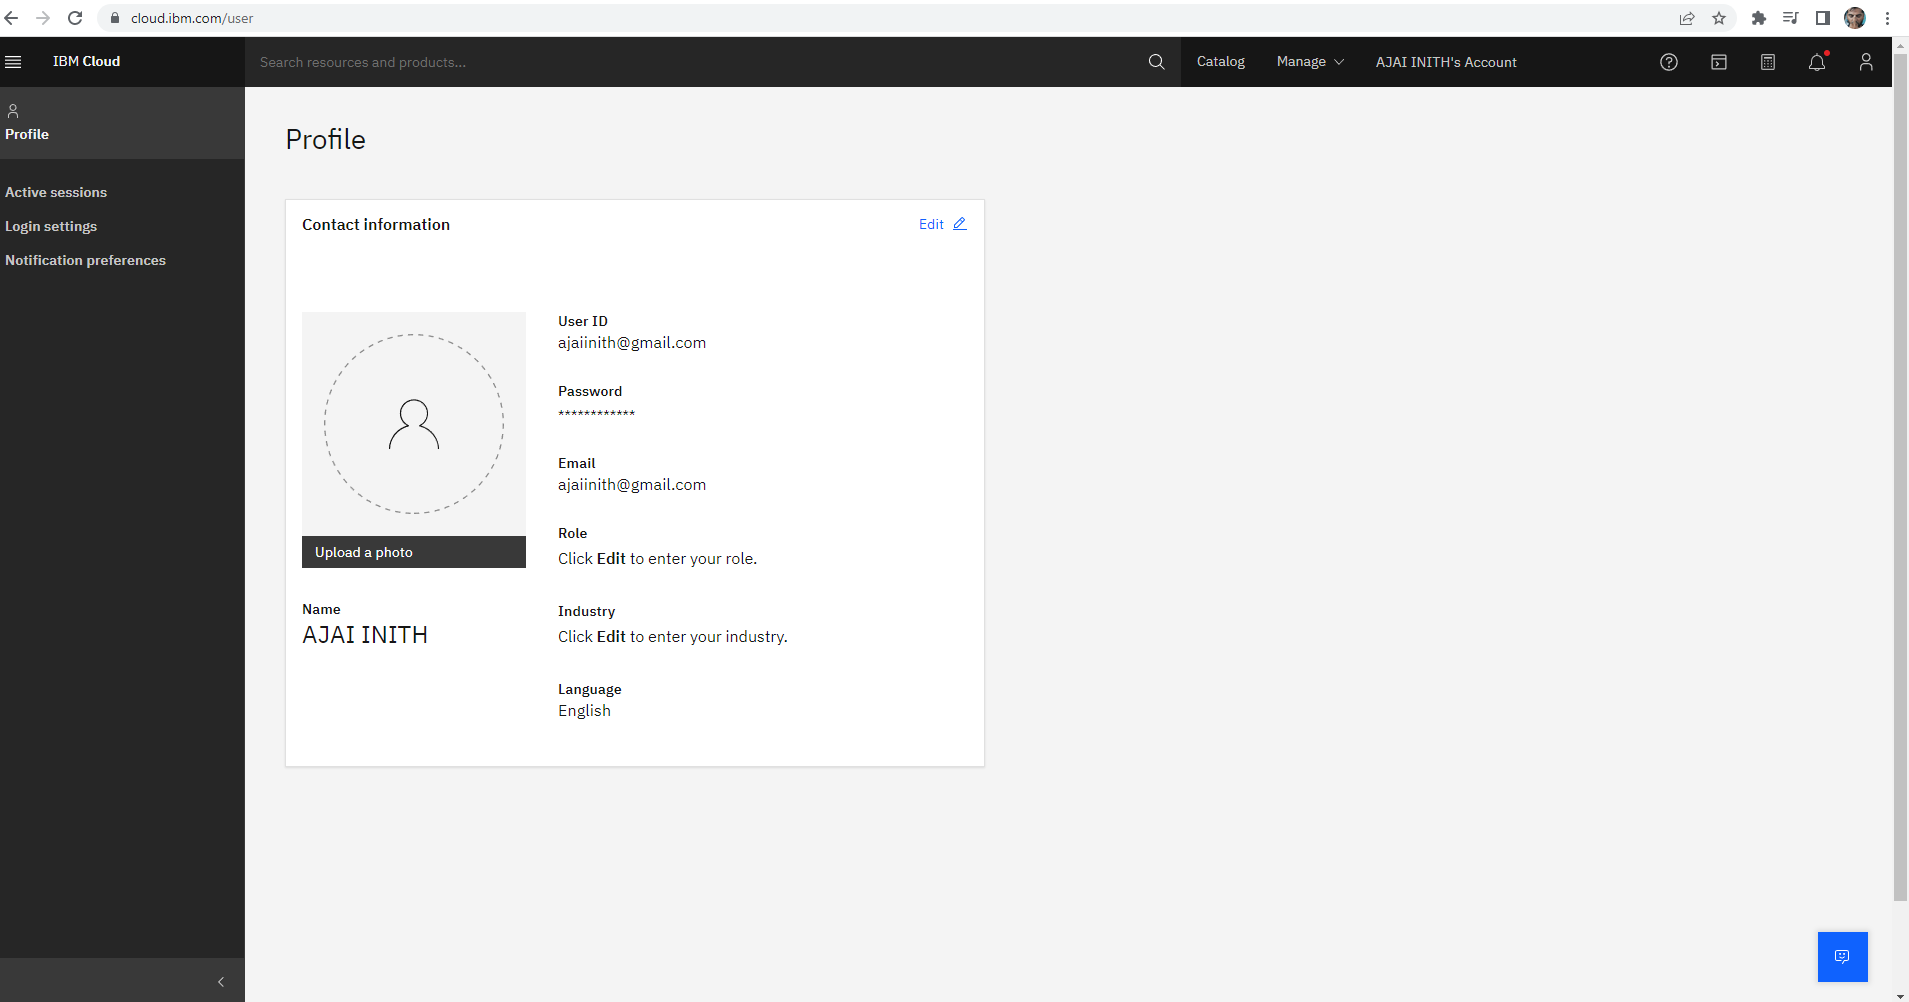 cloud.ibm.com/user
IBM Cloud
Search resources and products...
Catalog
Manage
AJAI INITH's Account
Profile
Active sessions
Login settings
Notification preferences
Profile
Contact information
Edit
Upload a photo
Name
AJAI INITH
User ID
ajaiinith@gmail.com
Password
************
Email
ajaiinith@gmail.com
Role
Click Edit to enter your role.
Industry
Click Edit to enter your industry.
Language
English